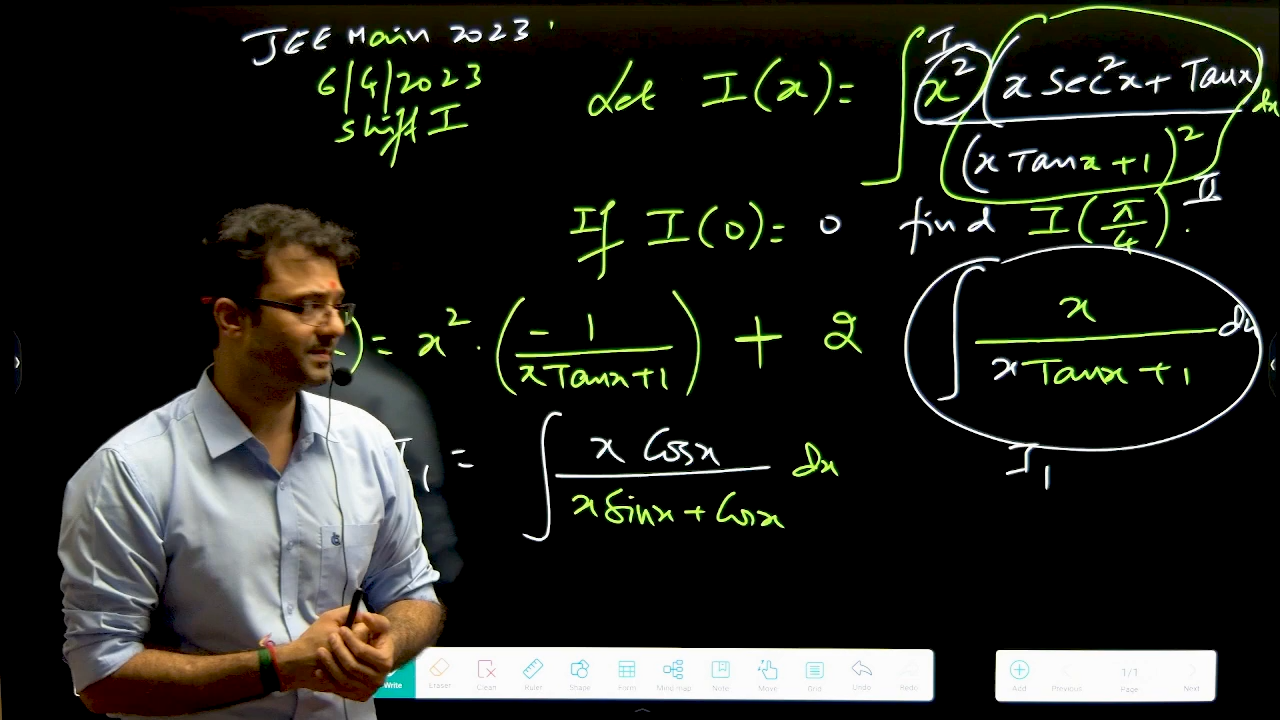 JEE Main 2023
6/4/2023
shift I
Let I(x) = ∫ x² (x Sec²x + Tanx) / (x Tanx + 1)² dx
I
II
If I(0) = 0 find I(π/4).
) = x² · (- 1 / (x Tanx + 1)) + 2 ∫ x / (x Tanx + 1) dx
I₁
I₁ = ∫ x Cosx / (x Sinx + Cosx) dx
Write
Eraser
Clean
Ruler
Shape
Form
Mind map
Note
Move
Grid
Undo
Redo
Add
Previous
1/1
Page
Next